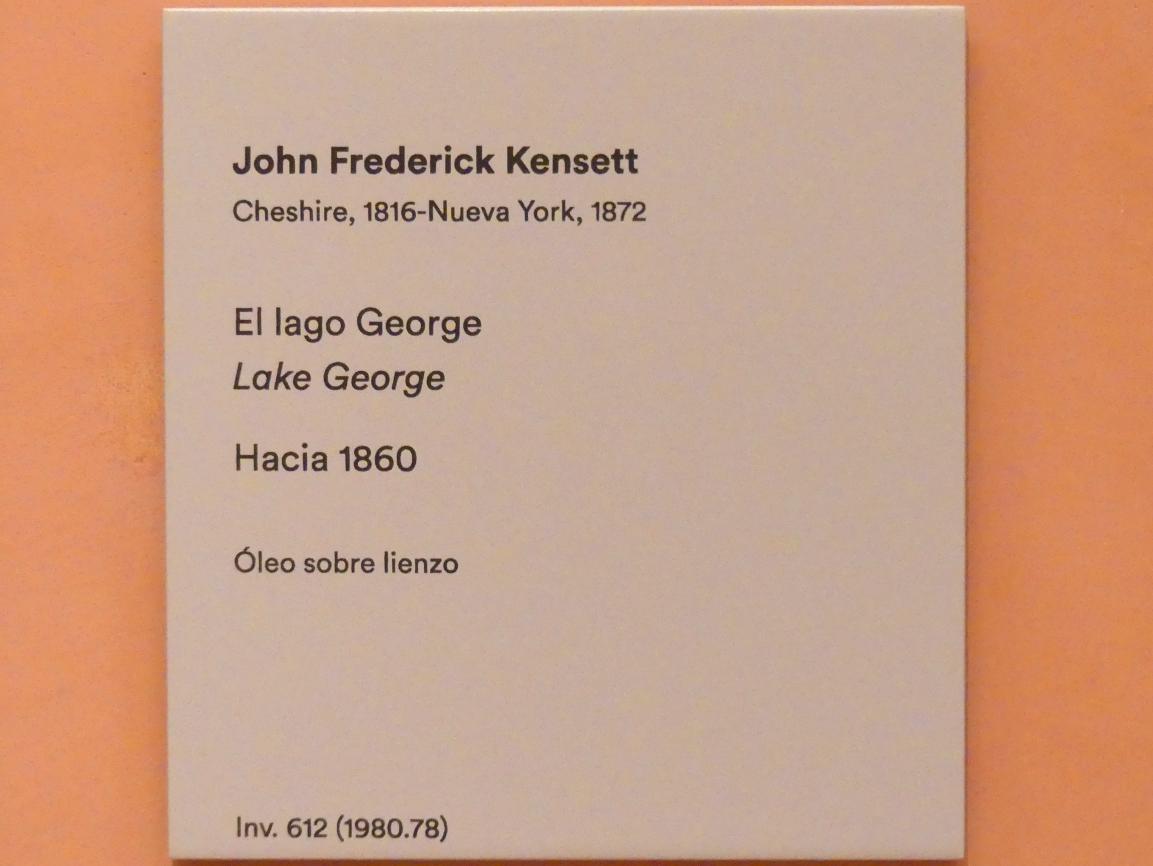 John Frederick Kensett
Cheshire, 1816-Nueva York, 1872
El lago George
Lake George
Hacia 1860
Óleo sobre lienzo
Inv. 612 (1980.78)